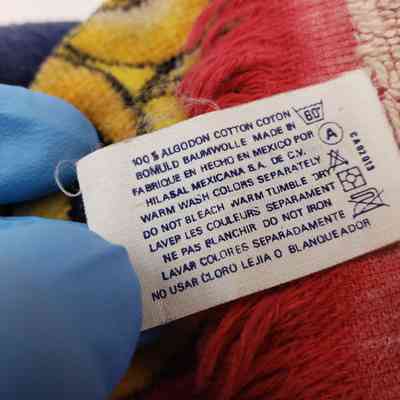 100% ALGODON COTTON COTON 60°
BOMULD BAUMWOLLE MADE IN
FABRIQUE EN HECHO EN MEXICO POR A
HILASAL MEXICANA S.A. DE C.V.
WARM WASH COLORS SEPARATELY
DO NOT BLEACH WARM TUMBLE DRY
LAVER LES COULEURS SEPARAMENT
NE PAS BLANCHIR DO NOT IRON
LAVAR COLORES SEPARADAMENTE
NO USAR CLORO LEJIA O BLANQUEADOR
CA02013